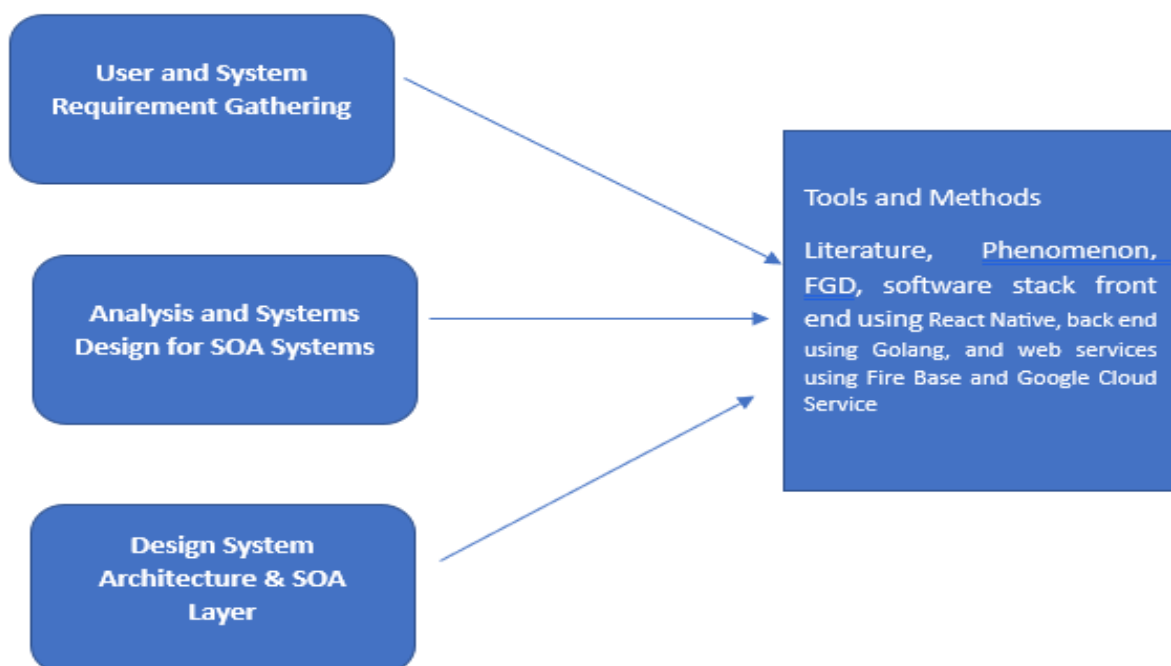 User and System
Requirement Gathering
Analysis and Systems
Design for SOA Systems
Design System
Architecture & SOA
Layer
Tools and Methods
Literature, Phenomenon,
FGD, software stack front
end using React Native, back end
using Golang, and web services
using Fire Base and Google Cloud
Service